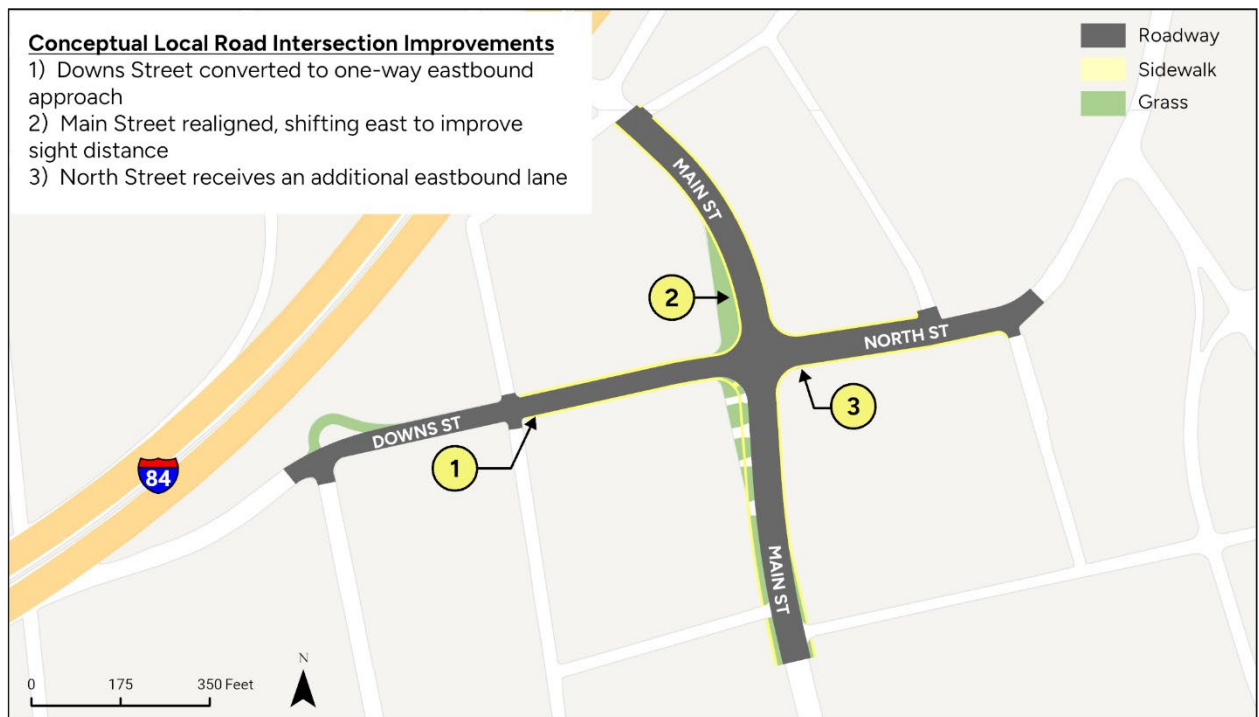 Conceptual Local Road Intersection Improvements
1) Downs Street converted to one-way eastbound
approach
2) Main Street realigned, shifting east to improve
sight distance
3) North Street receives an additional eastbound lane
Roadway
Sidewalk
Grass
MAIN ST
2
NORTH ST
3
DOWNS ST
1
84
MAIN ST
N
0 175 350 Feet